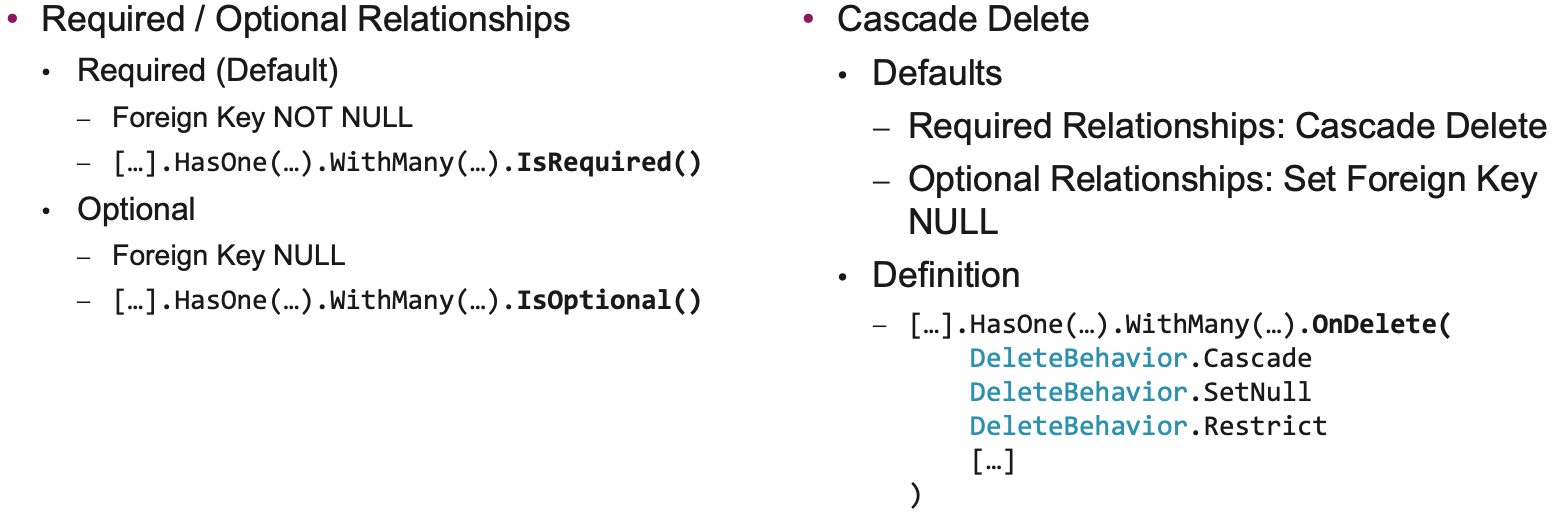 • Required / Optional Relationships
• Required (Default)
– Foreign Key NOT NULL
– […].HasOne(…).WithMany(…).IsRequired()
• Optional
– Foreign Key NULL
– […].HasOne(…).WithMany(…).IsOptional()
• Cascade Delete
• Defaults
– Required Relationships: Cascade Delete
– Optional Relationships: Set Foreign Key
NULL
• Definition
– […].HasOne(…).WithMany(…).OnDelete(
DeleteBehavior.Cascade
DeleteBehavior.SetNull
DeleteBehavior.Restrict
[…]
)